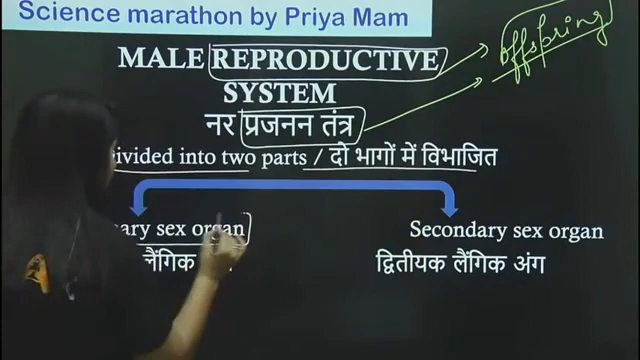 Science marathon by Priya Mam
offspring
MALE REPRODUCTIVE
SYSTEM
नर प्रजनन तंत्र
ivided into two parts / दो भागों में विभाजित
ary sex organ
Secondary sex organ
लैंगिक
द्वितीयक लैंगिक अंग